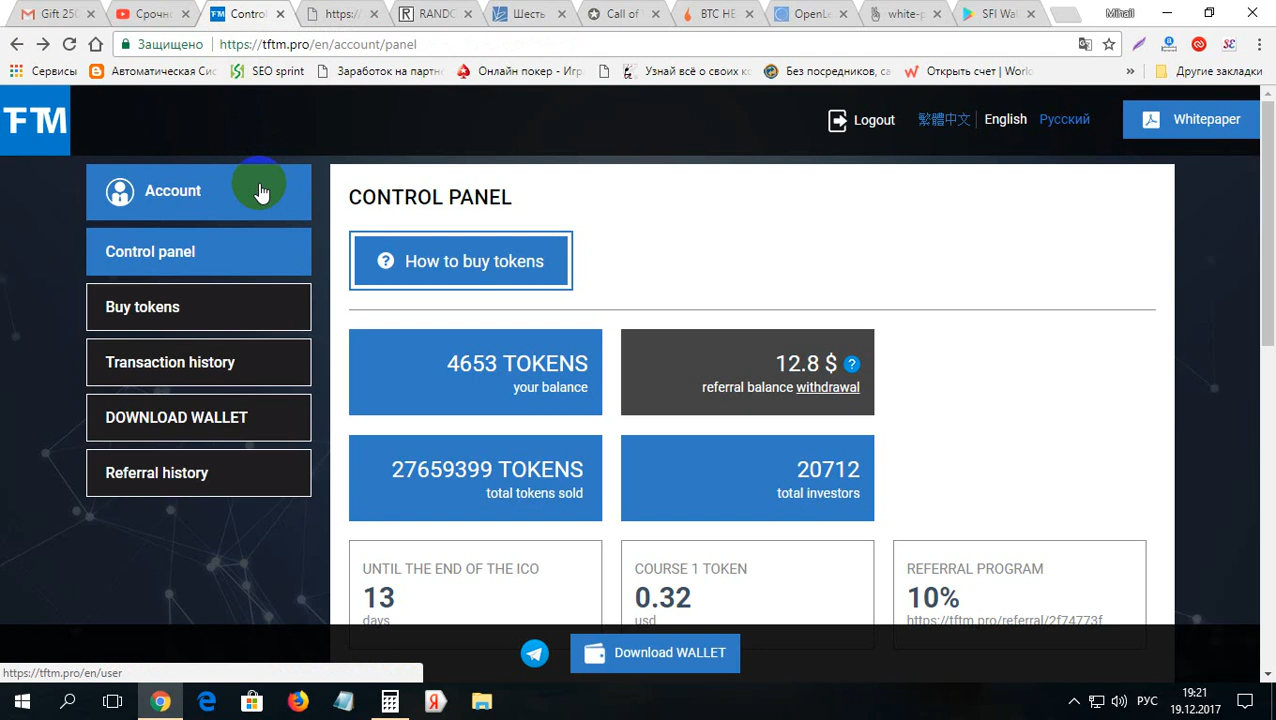 Gift 250
Срочно
Control
https://
RANDO
Шесть
Call of
BTC HE
OpenLe
white-p
SFI Wa
Mihail
Защищено
https://tftm.pro/en/account/panel
Сервисы
Автоматическая Сис
SEO sprint
Заработок на партне
Онлайн покер - Игр
Узнай всё о своих ко
Без посредников, са
Открыть счет | Worl
»
Другие закладки
TFTM
Logout
繁體中文
English
Русский
Whitepaper
Account
Control panel
Buy tokens
Transaction history
DOWNLOAD WALLET
Referral history
CONTROL PANEL
How to buy tokens
4653 TOKENS
your balance
12.8 $ ?
referral balance withdrawal
27659399 TOKENS
total tokens sold
20712
total investors
UNTIL THE END OF THE ICO
13
days
COURSE 1 TOKEN
0.32
usd
REFERRAL PROGRAM
10%
https://tftm.pro/referral/2f74773f
Download WALLET
https://tftm.pro/en/user
РУС
19:21
19.12.2017